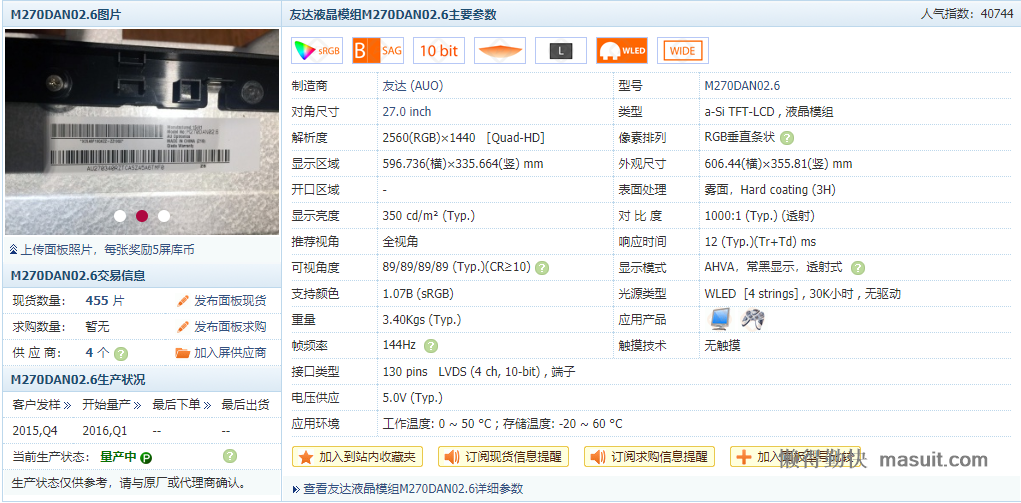 M270DAN02.6图片
友达液晶模组M270DAN02.6主要参数
人气指数：40744
sRGB
B SAG
10 bit
L
WLED
WIDE
制造商 友达 (AUO) 型号 M270DAN02.6
对角尺寸 27.0 inch 类型 a-Si TFT-LCD , 液晶模组
解析度 2560(RGB)×1440 [Quad-HD] 像素排列 RGB垂直条状
显示区域 596.736(横)×335.664(竖) mm 外观尺寸 606.44(横)×355.81(竖) mm
开口区域 - 表面处理 雾面，Hard coating (3H)
显示亮度 350 cd/m² (Typ.) 对 比 度 1000:1 (Typ.) (透射)
推荐视角 全视角 响应时间 12 (Typ.)(Tr+Td) ms
可视角度 89/89/89/89 (Typ.)(CR≥10) 显示模式 AHVA，常黑显示，透射式
支持颜色 1.07B (sRGB) 光源类型 WLED [4 strings] , 30K小时 , 无驱动
重量 3.40Kgs (Typ.) 应用产品
帧频率 144Hz 触摸技术 无触摸
接口类型 130 pins LVDS (4 ch, 10-bit) , 端子
电压供应 5.0V (Typ.)
应用环境 工作温度: 0 ~ 50 °C ; 存储温度: -20 ~ 60 °C
加入到站内收藏夹
订阅现货信息提醒
订阅求购信息提醒
查看友达液晶模组M270DAN02.6详细参数
上传面板照片，每张奖励5屏库币
M270DAN02.6交易信息
现货数量： 455 片 发布面板现货
求购数量： 暂无 发布面板求购
供 应 商： 4 个 加入屏供应商
M270DAN02.6生产状况
客户发样 » 开始量产 » 最后下单 » 最后出货
2015,Q4 2016,Q1 -- --
当前生产状态： 量产中 P
生产状态仅供参考，请与原厂或代理商确认。
懒得勤快 masuit.com